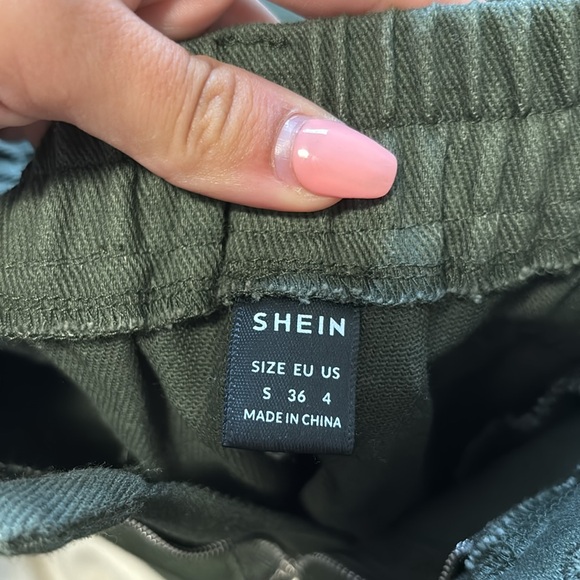 SHEIN
SIZE EU US
S 36 4
MADE IN CHINA